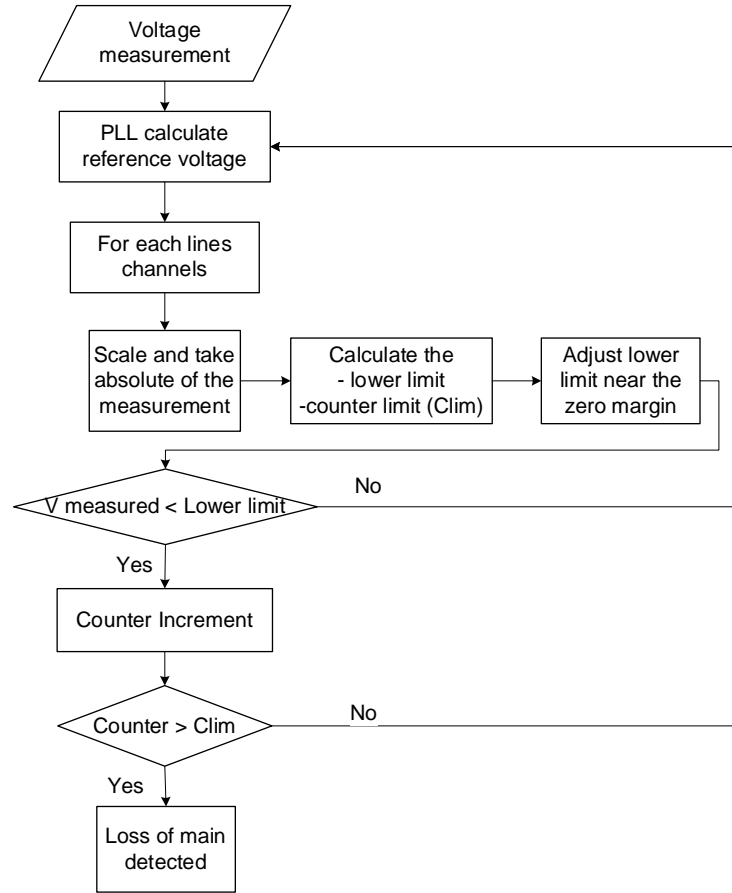 Voltage
measurement
PLL calculate
reference voltage
For each lines
channels
Scale and take
absolute of the
measurement
Calculate the
- lower limit
-counter limit (Clim)
Adjust lower
limit near the
zero margin
V measured < Lower limit
No
Yes
Counter Increment
Counter > Clim
No
Yes
Loss of main
detected